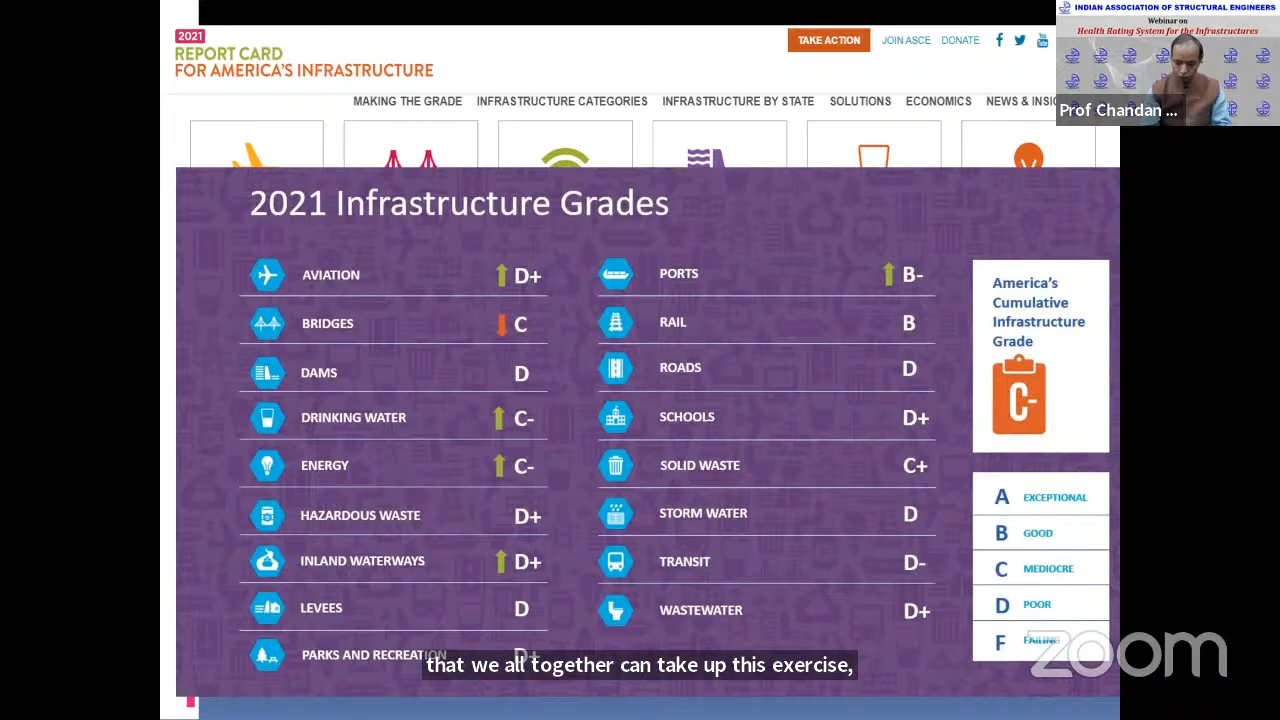 INDIAN ASSOCIATION OF STRUCTURAL ENGINEERS
Webinar on
Health Rating System for the Infrastructures
Prof Chandan ...
2021
REPORT CARD
FOR AMERICA'S INFRASTRUCTURE
TAKE ACTION JOIN ASCE DONATE
MAKING THE GRADE INFRASTRUCTURE CATEGORIES INFRASTRUCTURE BY STATE SOLUTIONS ECONOMICS NEWS &
2021 Infrastructure Grades
AVIATION D+
BRIDGES C
DAMS D
DRINKING WATER C-
ENERGY C-
HAZARDOUS WASTE D+
INLAND WATERWAYS D+
LEVEES D
PARKS AND RECREATION D+
PORTS B-
RAIL B
ROADS D
SCHOOLS D+
SOLID WASTE C+
STORM WATER D
TRANSIT D-
WASTEWATER D+
America's
Cumulative
Infrastructure
Grade
C-
A EXCEPTIONAL
B GOOD
C MEDIOCRE
D POOR
F FAILING
that we all together can take up this exercise,
zoom